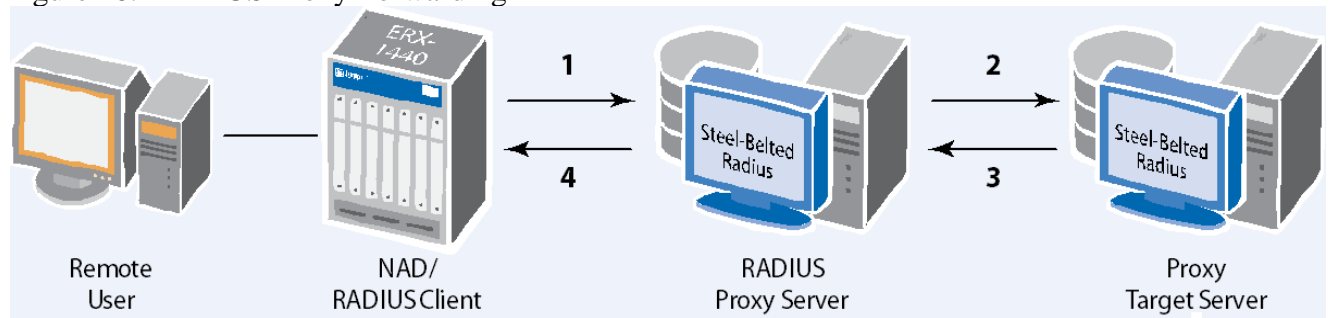 ERX-
1440
1
2
Steel-Belted
Radius
Steel-Belted
Radius
4
3
Remote
User
NAD/
RADIUS Client
RADIUS
Proxy Server
Proxy
Target Server